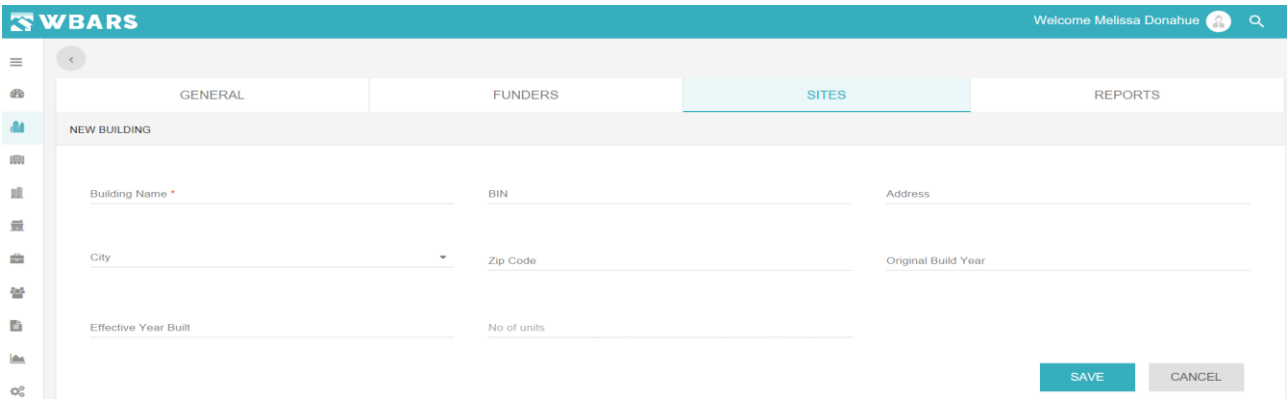 WBARS
Welcome Melissa Donahue
GENERAL FUNDERS SITES REPORTS
NEW BUILDING
Building Name * BIN Address
City Zip Code Original Build Year
Effective Year Built No of units
SAVE CANCEL